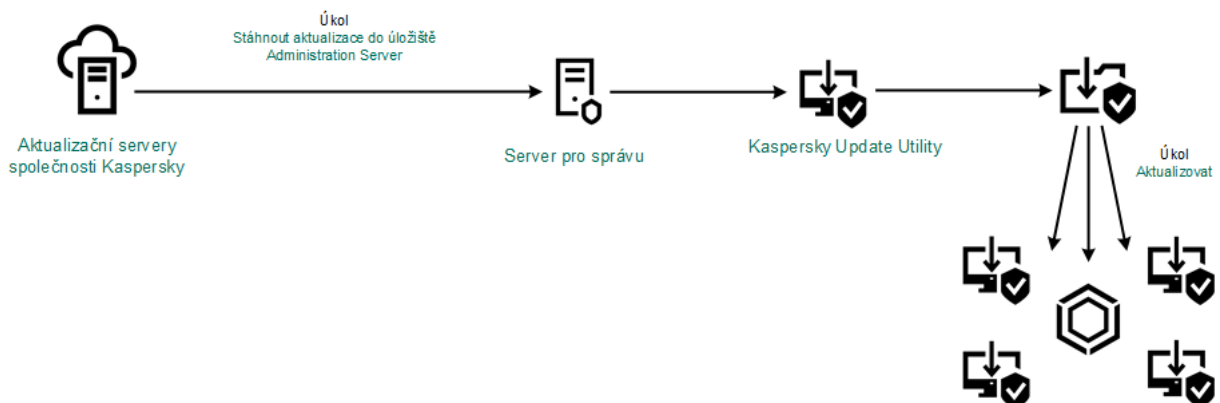 Úkol
Stáhnout aktualizace do úložiště
Administration Server
Aktualizační servery
společnosti Kaspersky
Server pro správu
Kaspersky Update Utility
Úkol
Aktualizovat